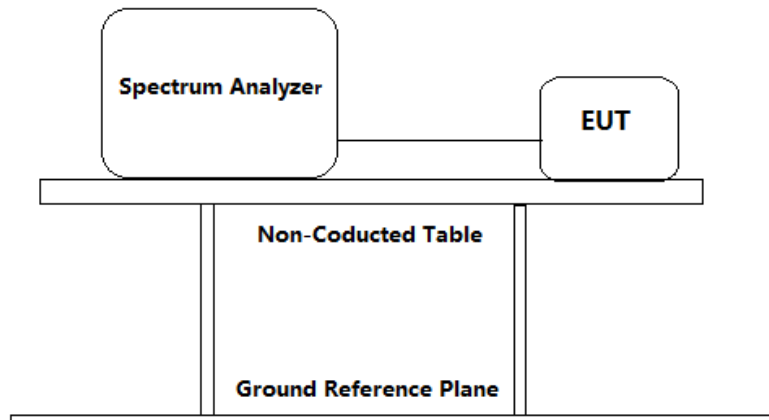 Spectrum Analyzer
EUT
Non-Coducted Table
Ground Reference Plane